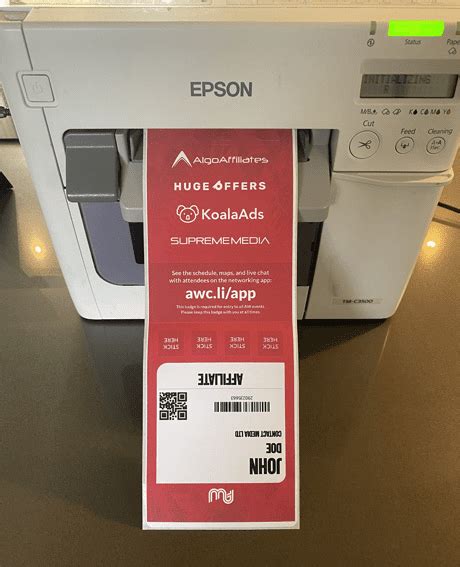 Status
Paper
INITIALIZING
EPSON
M/B
K C M Y
Cut
Feed
Cleaning
TM-C3500
AlgoAffiliates
HUGE OFFERS
KoalaAds
SUPREMEMEDIA
See the schedule, maps, and live chat
with attendees on the networking app:
awc.li/app
This badge is required for entry to all AW events.
Please keep this badge with you at all times.
STICK HERE
STICK HERE
STICK HERE
STICK HERE
JOHN
DOE
CONTACT MEDIA LTD
AFFILIATE